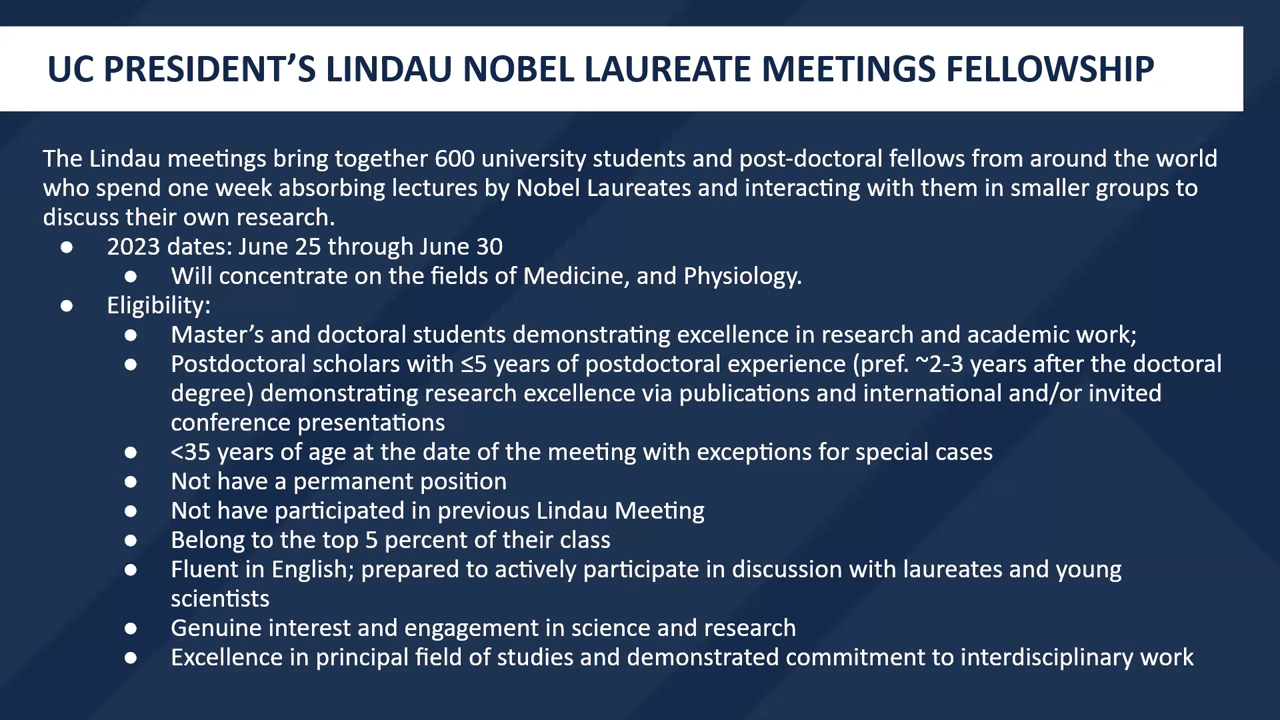 UC PRESIDENT'S LINDAU NOBEL LAUREATE MEETINGS FELLOWSHIP
The Lindau meetings bring together 600 university students and post-doctoral fellows from around the world
who spend one week absorbing lectures by Nobel Laureates and interacting with them in smaller groups to
discuss their own research.
● 2023 dates: June 25 through June 30
● Will concentrate on the fields of Medicine, and Physiology.
● Eligibility:
● Master's and doctoral students demonstrating excellence in research and academic work;
● Postdoctoral scholars with ≤5 years of postdoctoral experience (pref. ~2-3 years after the doctoral
degree) demonstrating research excellence via publications and international and/or invited
conference presentations
● <35 years of age at the date of the meeting with exceptions for special cases
● Not have a permanent position
● Not have participated in previous Lindau Meeting
● Belong to the top 5 percent of their class
● Fluent in English; prepared to actively participate in discussion with laureates and young
scientists
● Genuine interest and engagement in science and research
● Excellence in principal field of studies and demonstrated commitment to interdisciplinary work